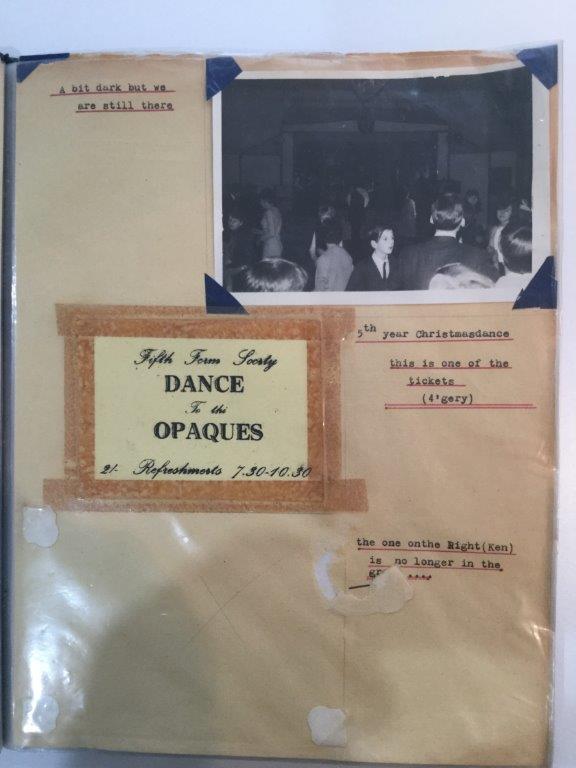 A bit dark but we
are still there
5th year Christmasdance
this is one of the
tickets
(4'gery)
Fifth Form Socety
DANCE
To the
OPAQUES
2/- Refreshments 7.30-10.30
the one onthe Right(Ken)
is no longer in the